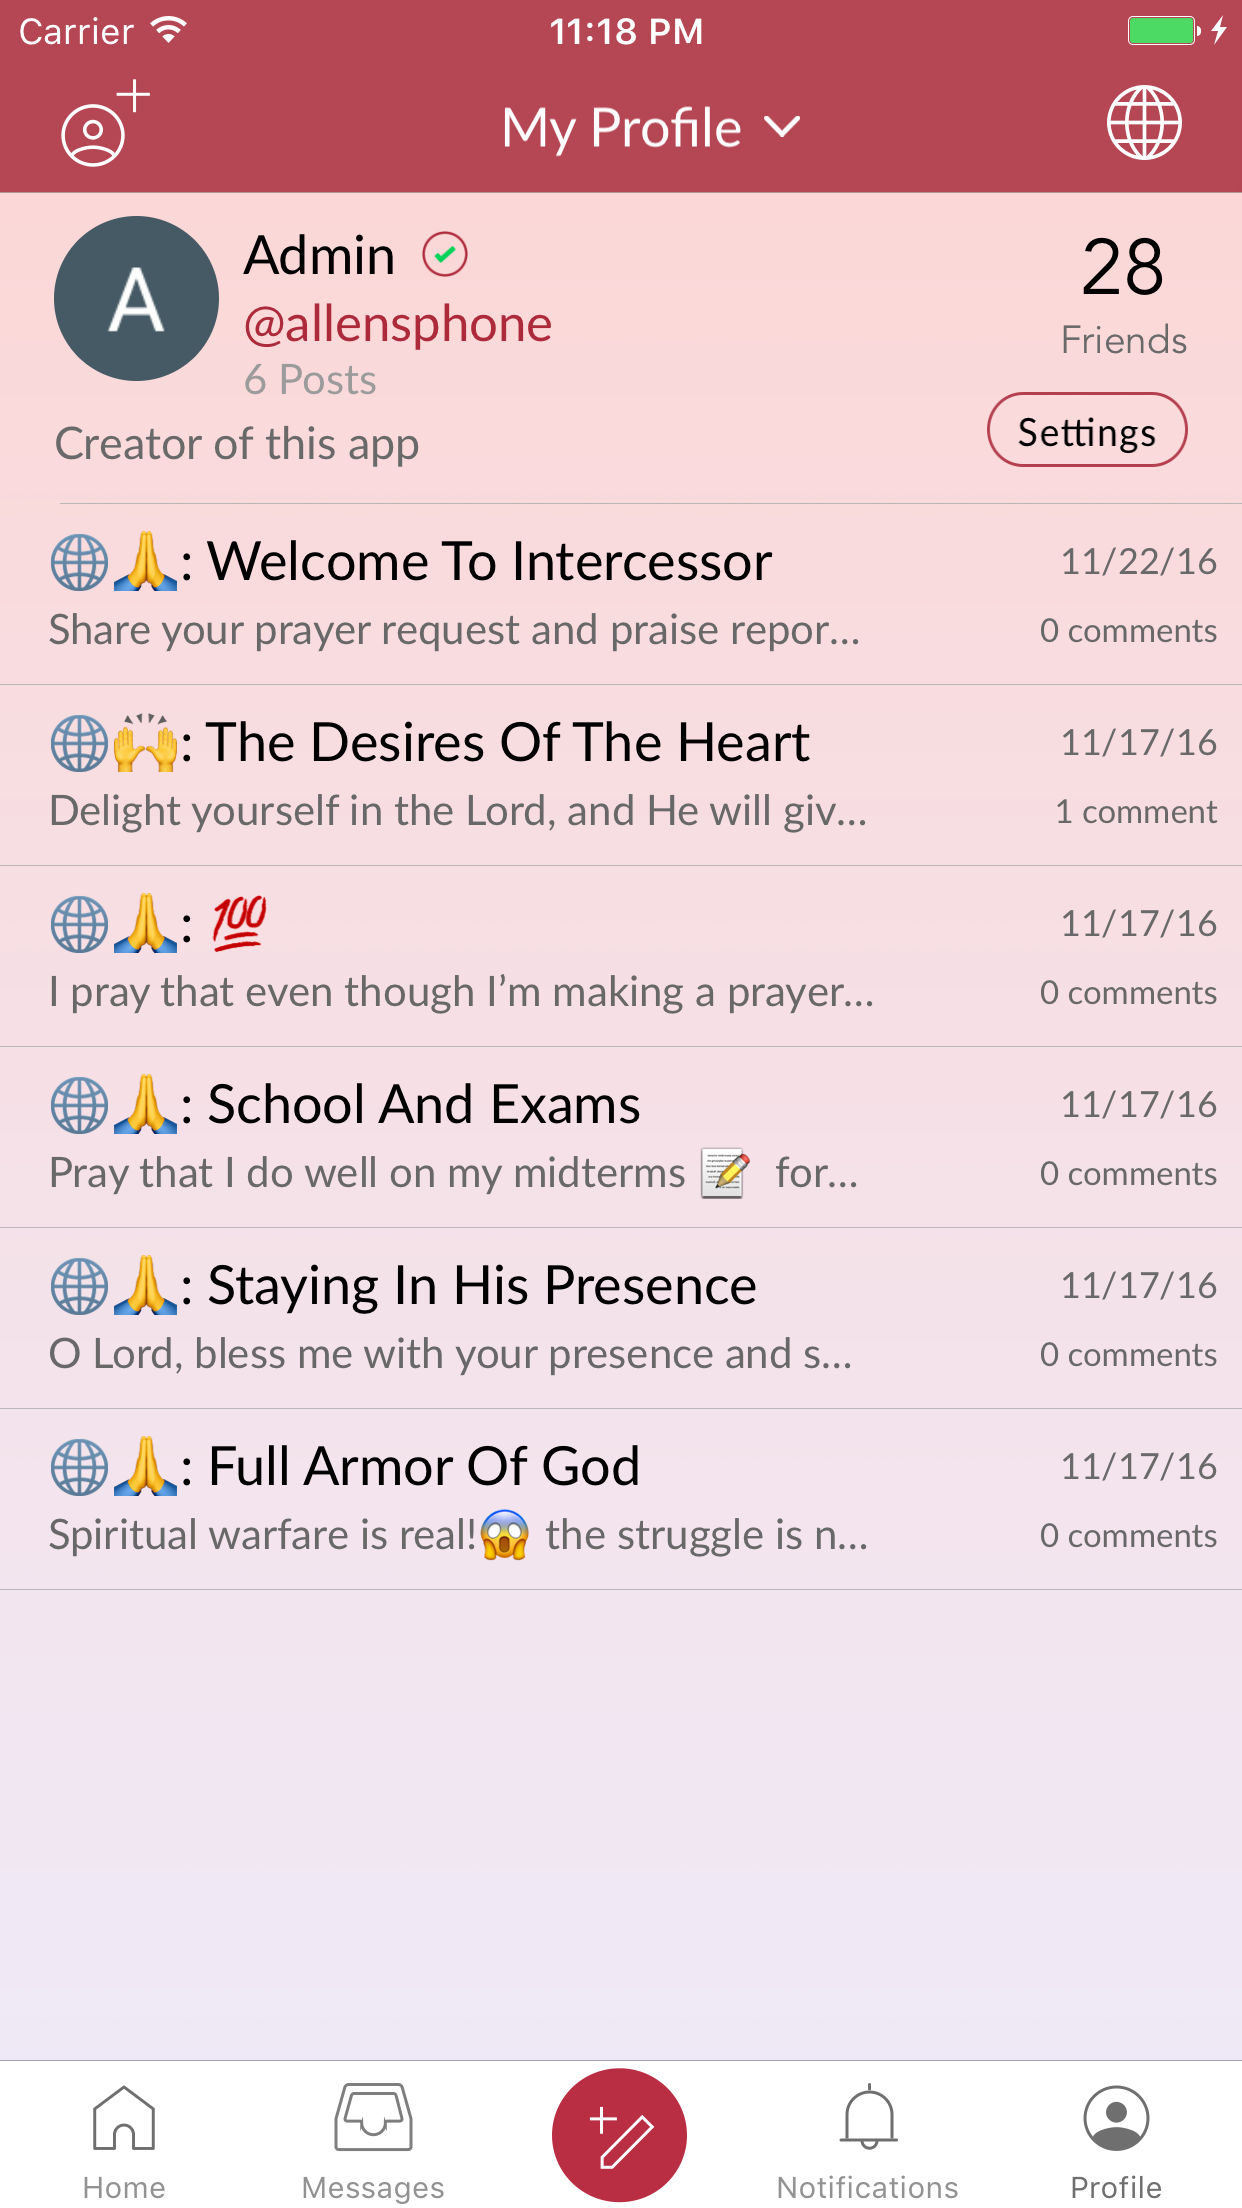 Carrier 11:18 PM
My Profile
A
Admin
@allensphone
6 Posts
Creator of this app
28
Friends
Settings
🌐🙏: Welcome To Intercessor 11/22/16
Share your prayer request and praise repor... 0 comments
🌐🙌: The Desires Of The Heart 11/17/16
Delight yourself in the Lord, and He will giv... 1 comment
🌐🙏: 💯 11/17/16
I pray that even though I’m making a prayer... 0 comments
🌐🙏: School And Exams 11/17/16
Pray that I do well on my midterms 📝 for... 0 comments
🌐🙏: Staying In His Presence 11/17/16
O Lord, bless me with your presence and s... 0 comments
🌐🙏: Full Armor Of God 11/17/16
Spiritual warfare is real!😱 the struggle is n... 0 comments
Home Messages Notifications Profile